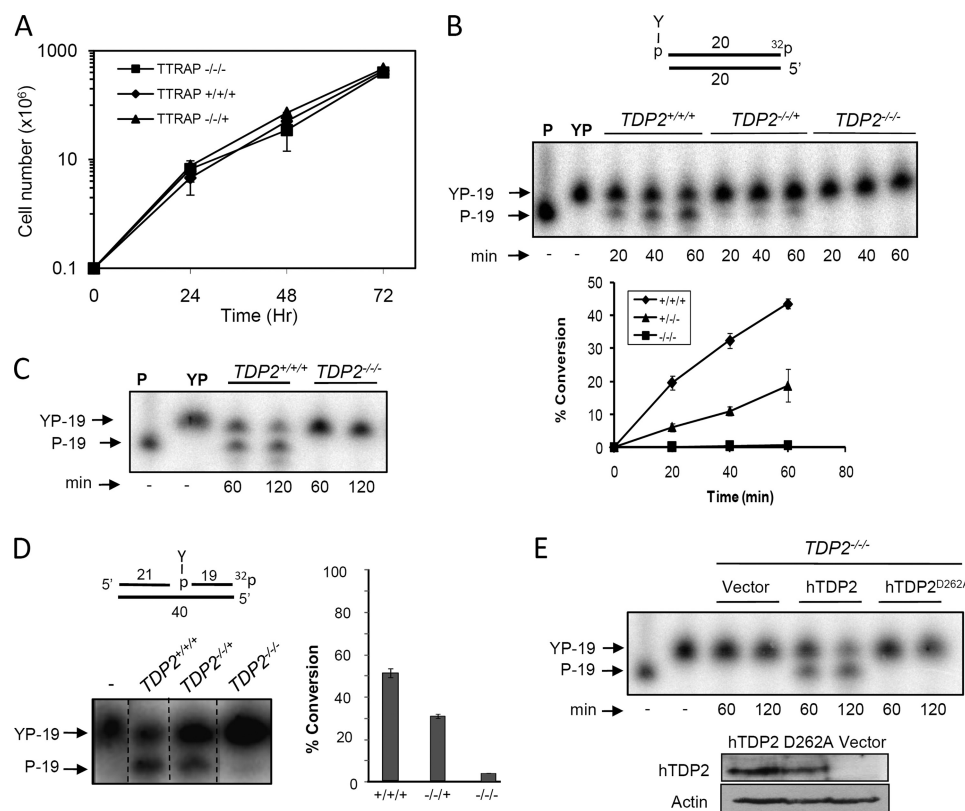 A
1000
10
0.1
Cell number (x10⁶)
TTRAP -/-/-
TTRAP +/+/+
TTRAP -/-/+
0 24 48 72
Time (Hr)
B
Y
p 20 ³²p
20 5'
P YP TDP2⁺/⁺/⁺ TDP2⁻/⁻/⁺ TDP2⁻/⁻/⁻
YP-19
P-19
min - - 20 40 60 20 40 60 20 40 60
50
40
30
20
10
0
% Conversion
+/+/+
+/-/-
-/-/-
0 20 40 60 80
Time (min)
C
P YP TDP2⁺/⁺/⁺ TDP2⁻/⁻/⁻
YP-19
P-19
min - - 60 120 60 120
D
Y
5' 21 p 19 ³²p
40 5'
- TDP2⁺/⁺/⁺ TDP2⁻/⁻/⁺ TDP2⁻/⁻/⁻
YP-19
P-19
100
80
60
40
20
0
% Conversion
+/+/+ -/-/+ -/-/-
E
TDP2⁻/⁻/⁻
Vector hTDP2 hTDP2ᴰ²⁶²ᴬ
YP-19
P-19
min - - 60 120 60 120 60 120
hTDP2 D262A Vector
hTDP2
Actin